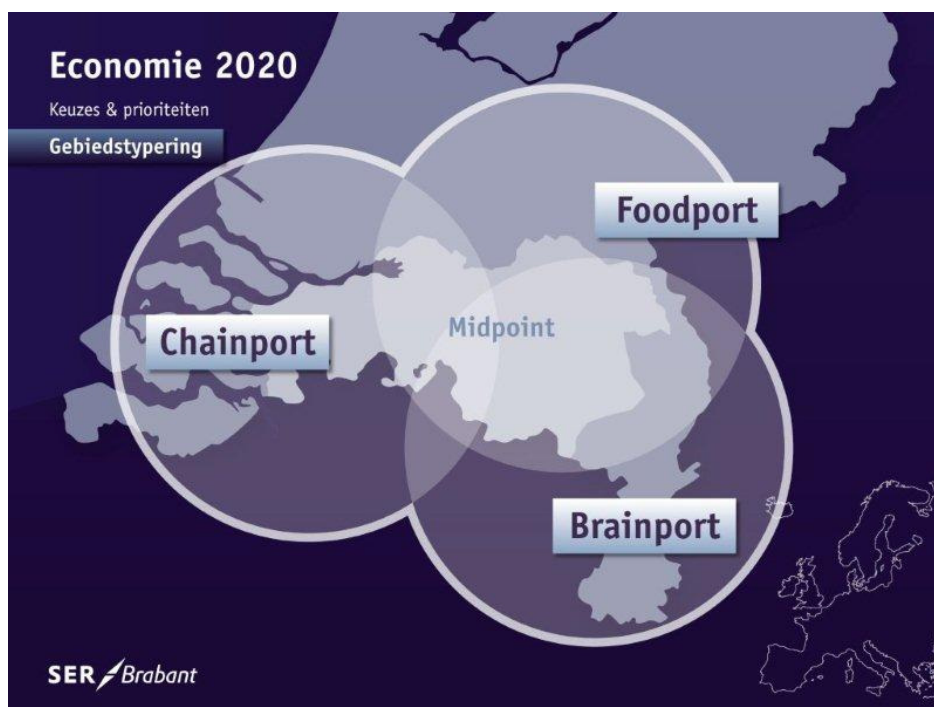 Economie 2020
Keuzes & prioriteiten
Gebiedstypering
Foodport
Midpoint
Chainport
Brainport
SER Brabant